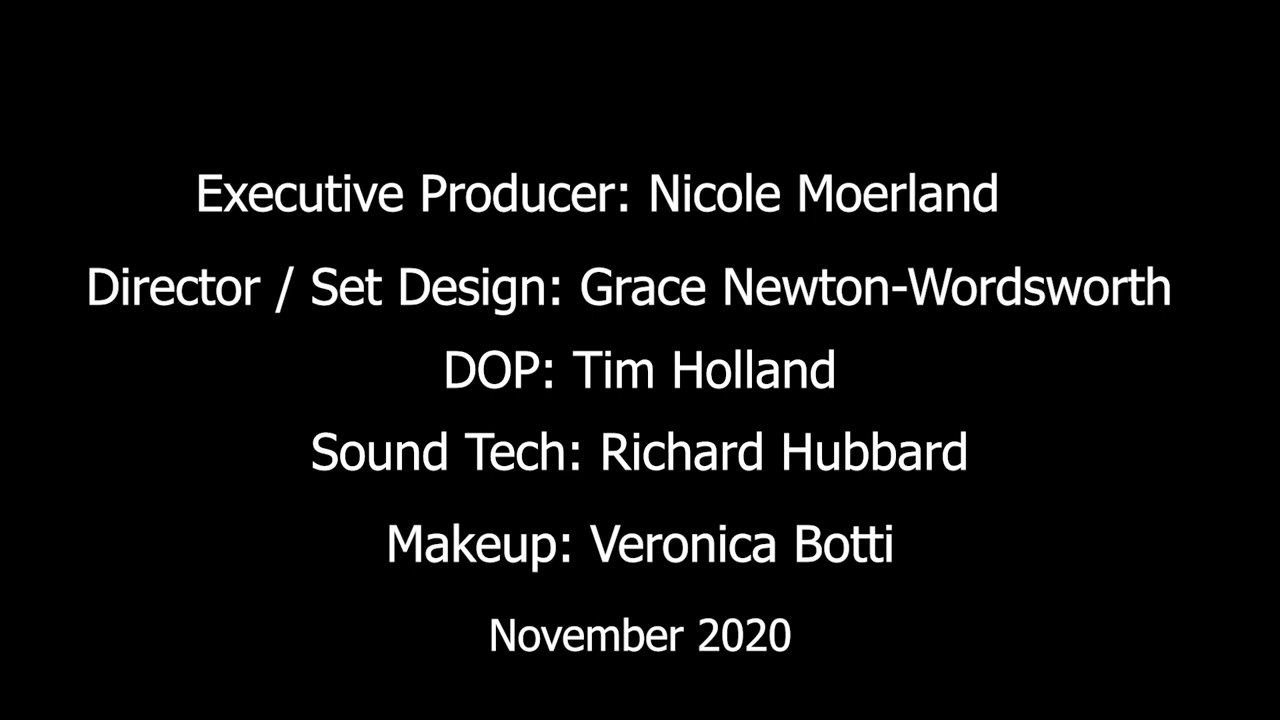 Executive Producer: Nicole Moerland
Director / Set Design: Grace Newton-Wordsworth
DOP: Tim Holland
Sound Tech: Richard Hubbard
Makeup: Veronica Botti
November 2020